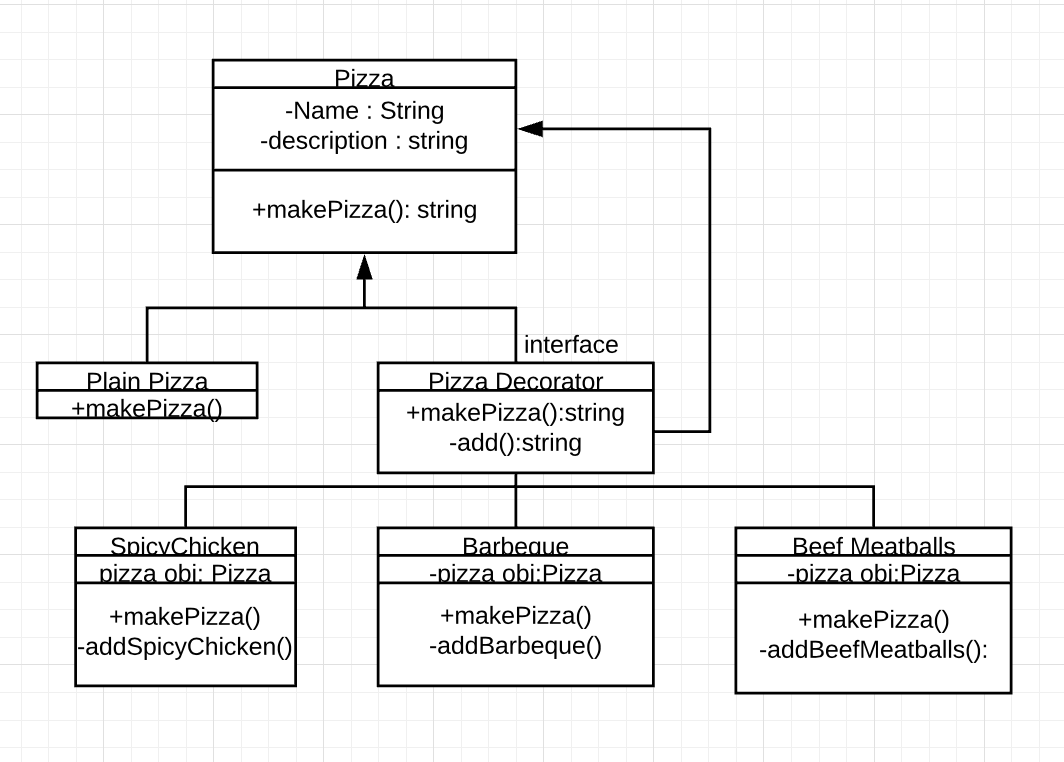 Pizza
-Name : String
-description : string
+makePizza(): string
interface
Plain Pizza
+makePizza()
Pizza Decorator
+makePizza():string
-add():string
SpicyChicken
pizza obj: Pizza
+makePizza()
-addSpicyChicken()
Barbeque
-pizza obj:Pizza
+makePizza()
-addBarbeque()
Beef Meatballs
-pizza obj:Pizza
+makePizza()
-addBeefMeatballs():